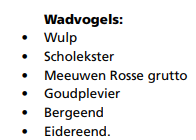 Wadvogels:
• Wulp
• Scholekster
• Meeuwen Rosse grutto
• Goudplevier
• Bergeend
• Eidereend.